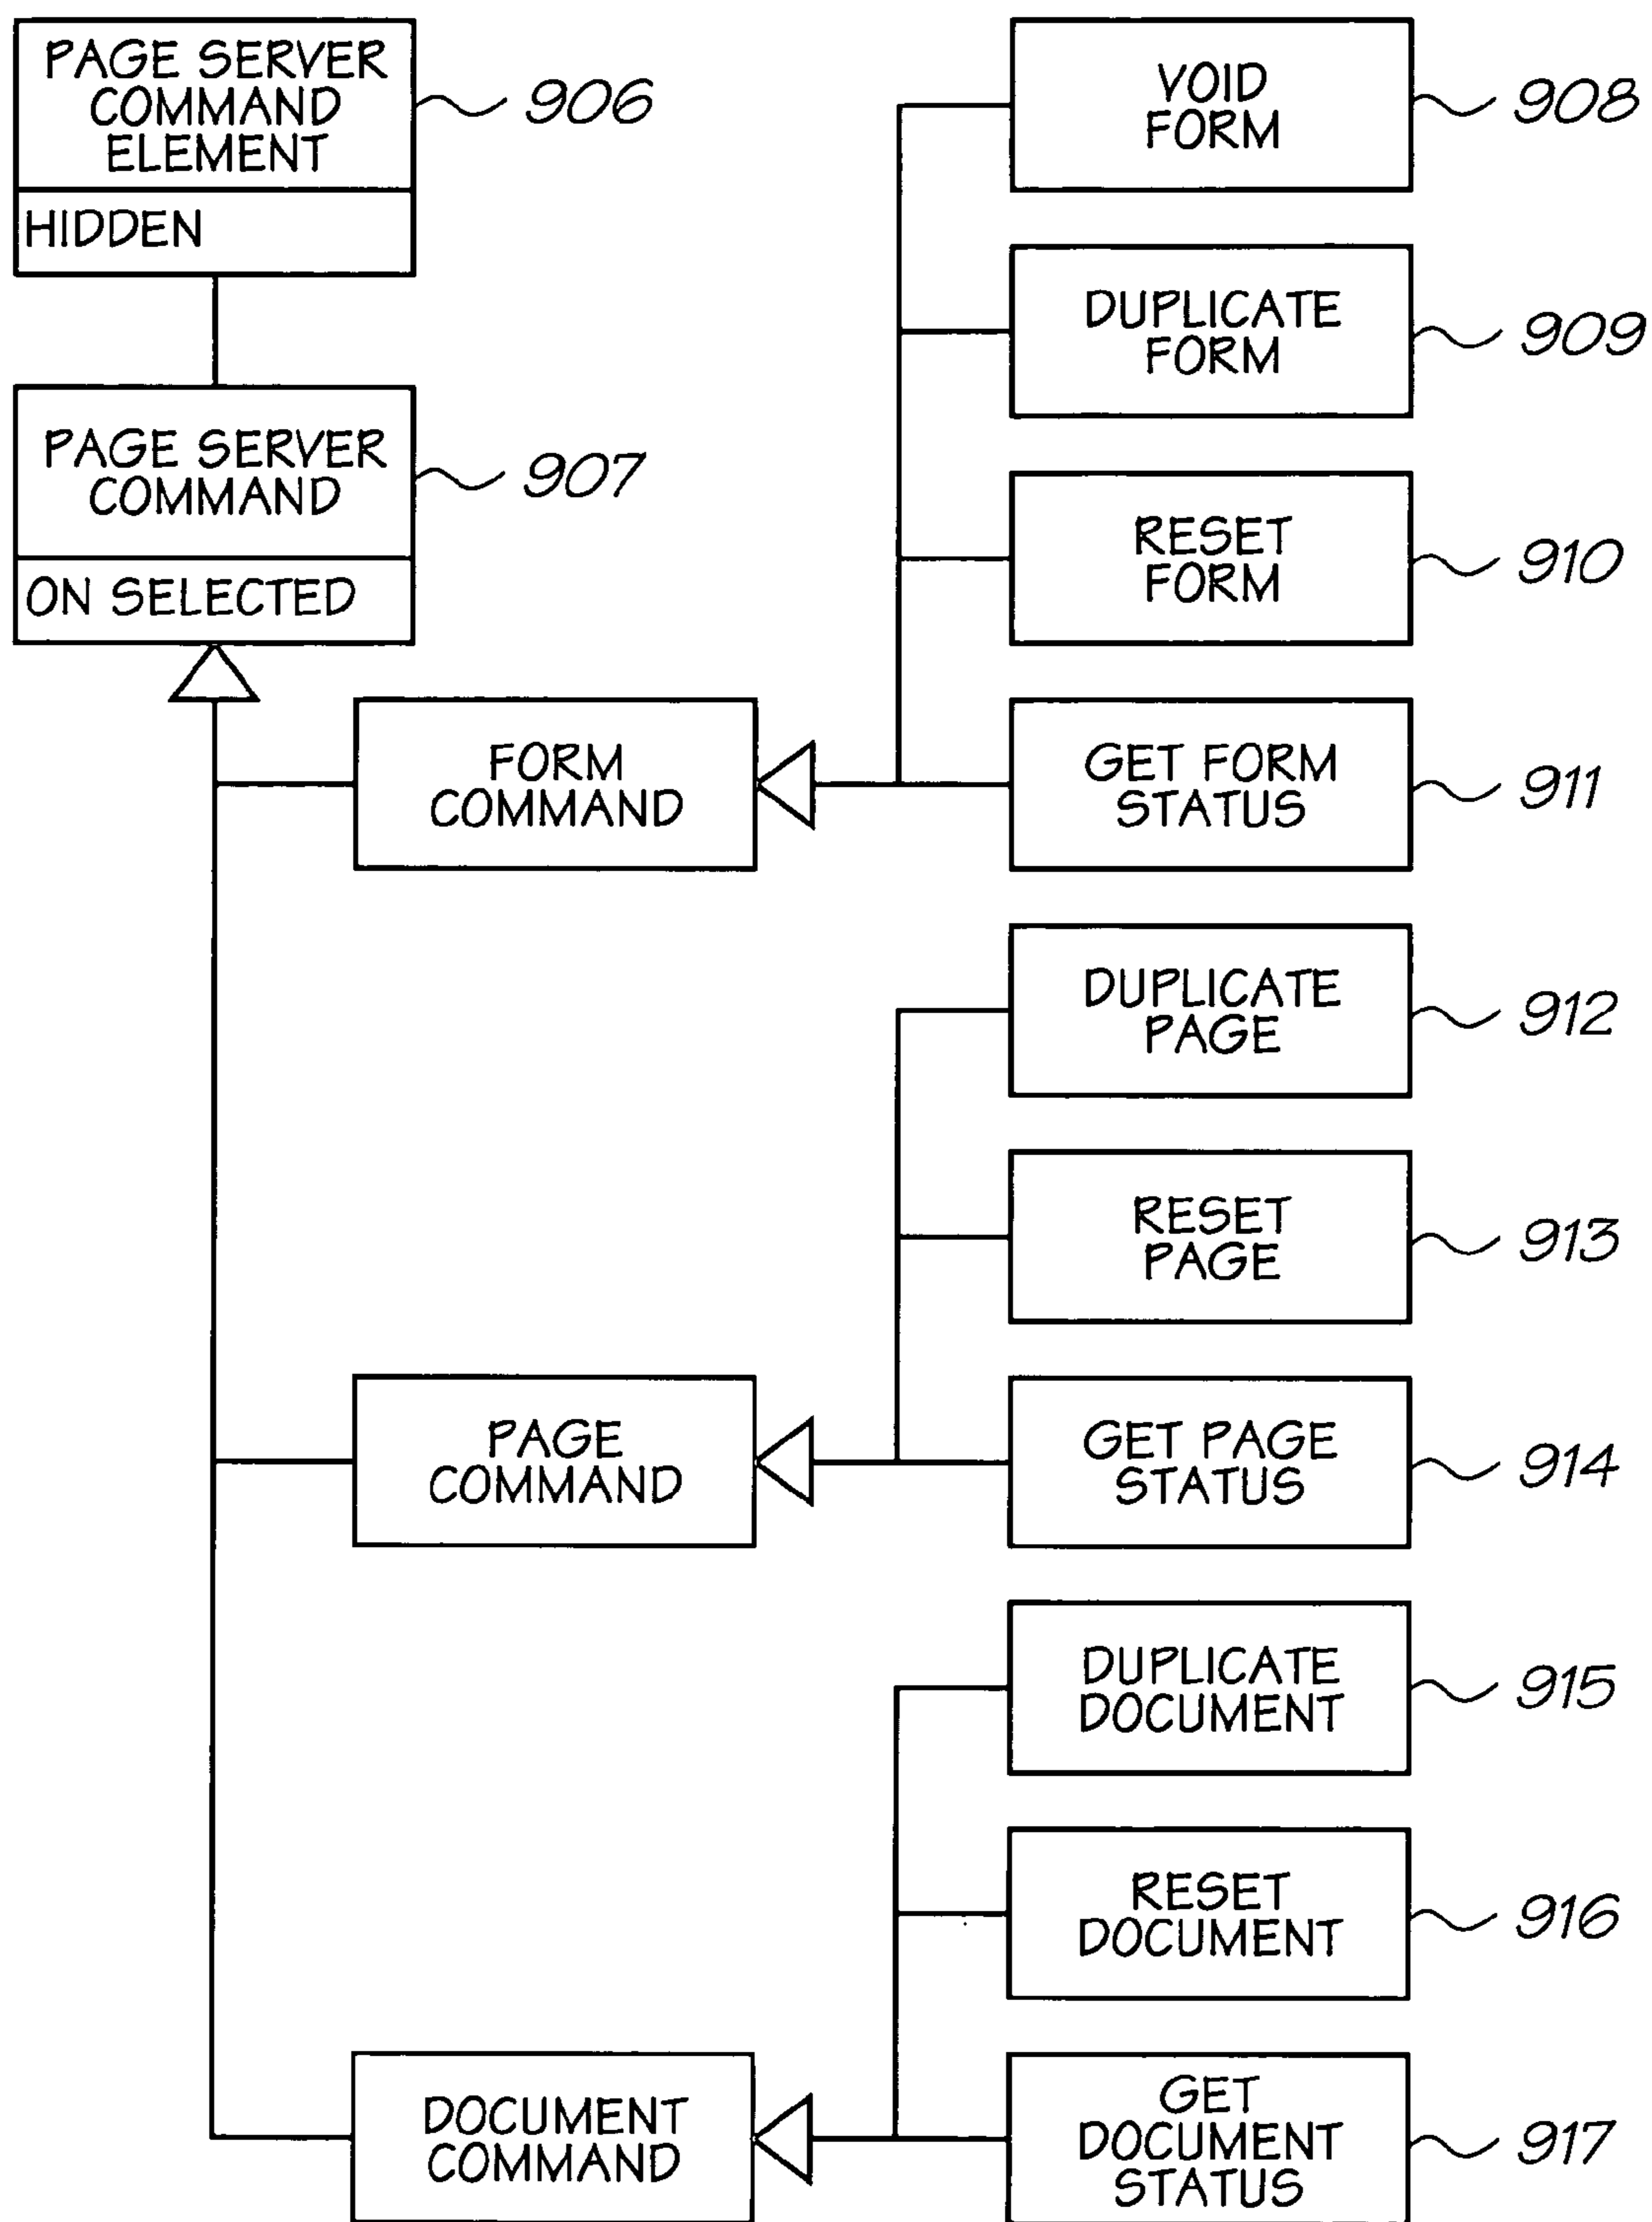 PAGE SERVER
COMMAND
ELEMENT
906
HIDDEN
PAGE SERVER
COMMAND
907
ON SELECTED
VOID
FORM
908
DUPLICATE
FORM
909
RESET
FORM
910
FORM
COMMAND
GET FORM
STATUS
911
DUPLICATE
PAGE
912
RESET
PAGE
913
PAGE
COMMAND
GET PAGE
STATUS
914
DUPLICATE
DOCUMENT
915
RESET
DOCUMENT
916
DOCUMENT
COMMAND
GET
DOCUMENT
STATUS
917